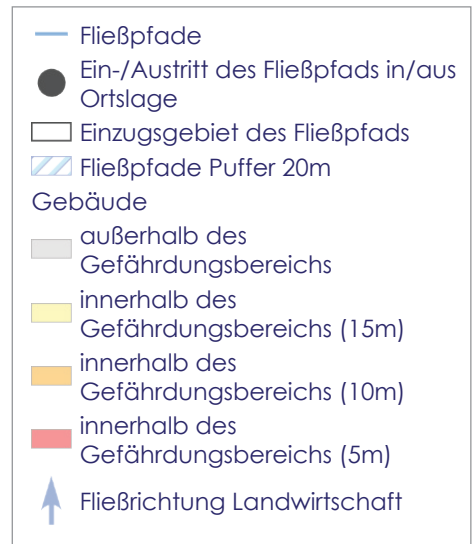 Fließpfade
Ein-/Austritt des Fließpfads in/aus
Ortslage
Einzugsgebiet des Fließpfads
Fließpfade Puffer 20m
Gebäude
außerhalb des
Gefährdungsbereichs
innerhalb des
Gefährdungsbereichs (15m)
innerhalb des
Gefährdungsbereichs (10m)
innerhalb des
Gefährdungsbereichs (5m)
Fließrichtung Landwirtschaft